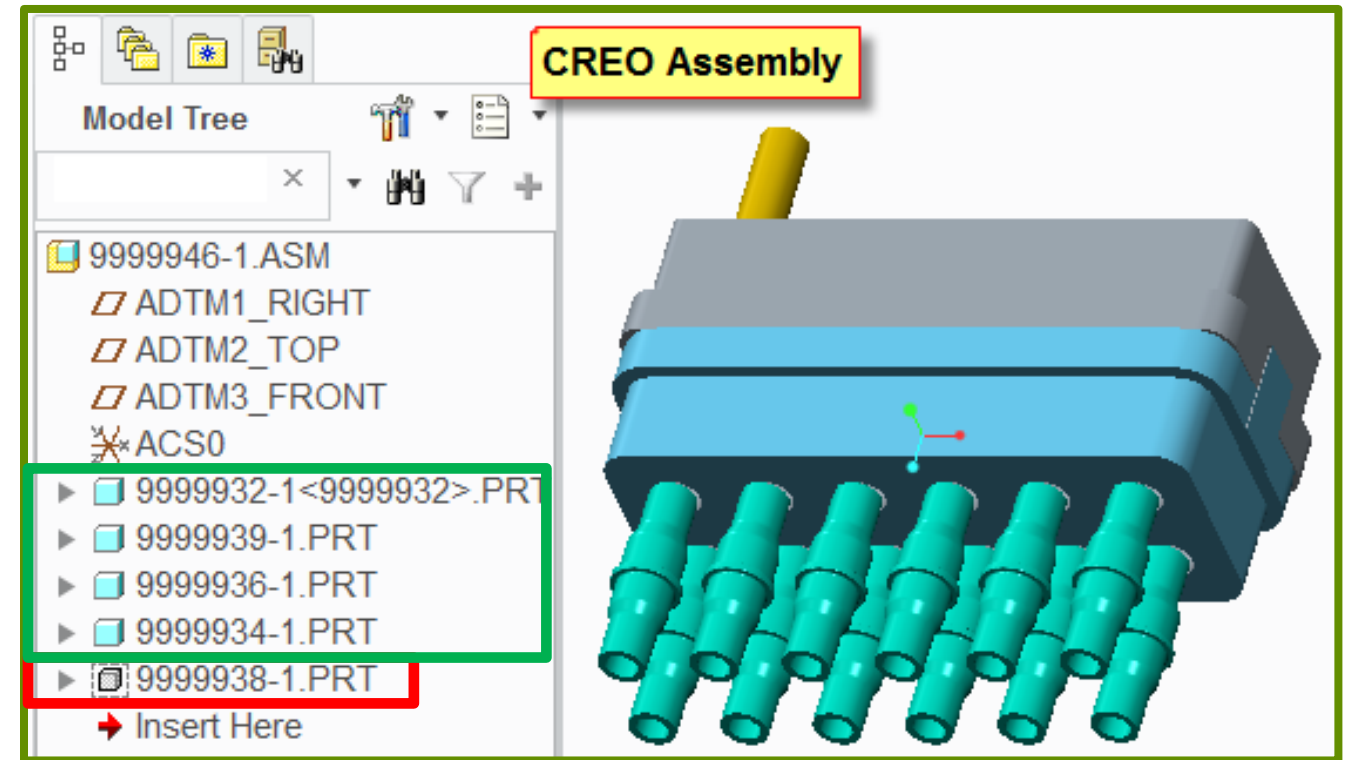 CREO Assembly
Model Tree
9999946-1.ASM
ADTM1_RIGHT
ADTM2_TOP
ADTM3_FRONT
ACS0
9999932-1<9999932>.PRT
9999939-1.PRT
9999936-1.PRT
9999934-1.PRT
9999938-1.PRT
Insert Here